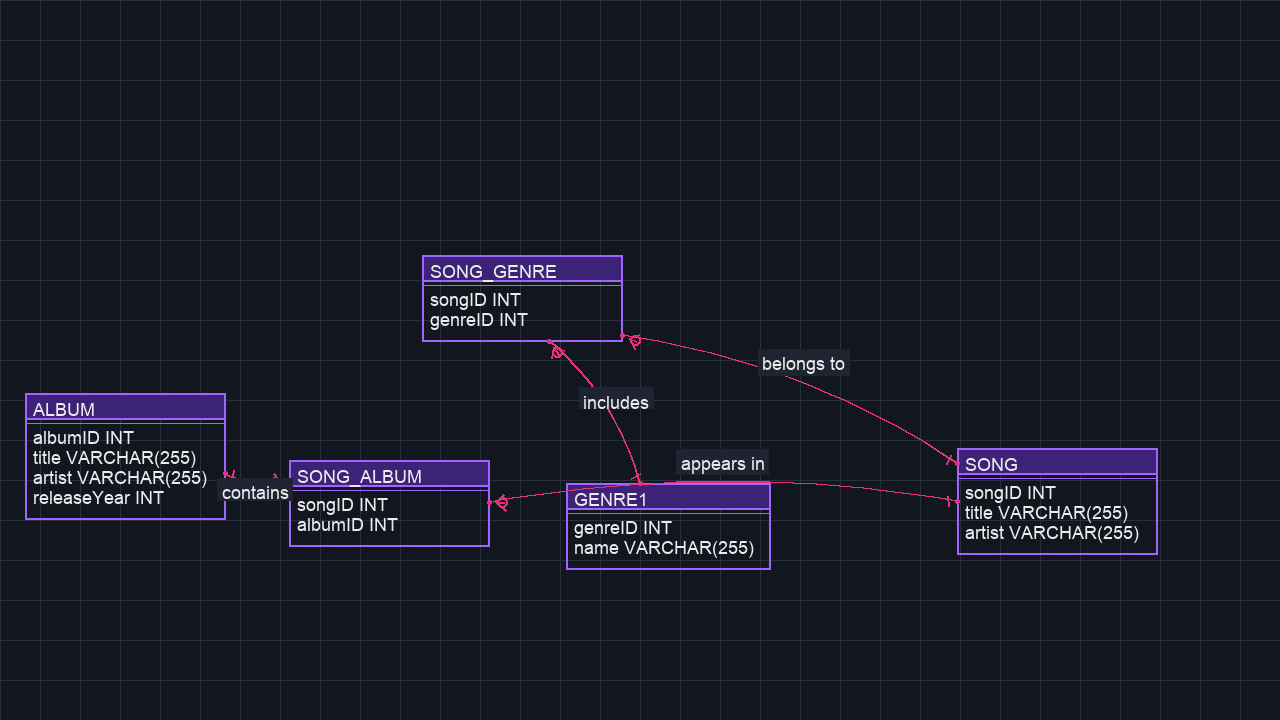 SONG_GENRE
songID INT
genreID INT
belongs to
includes
ALBUM
albumID INT
title VARCHAR(255)
artist VARCHAR(255)
releaseYear INT
contains
SONG_ALBUM
songID INT
albumID INT
appears in
GENRE1
genreID INT
name VARCHAR(255)
SONG
songID INT
title VARCHAR(255)
artist VARCHAR(255)